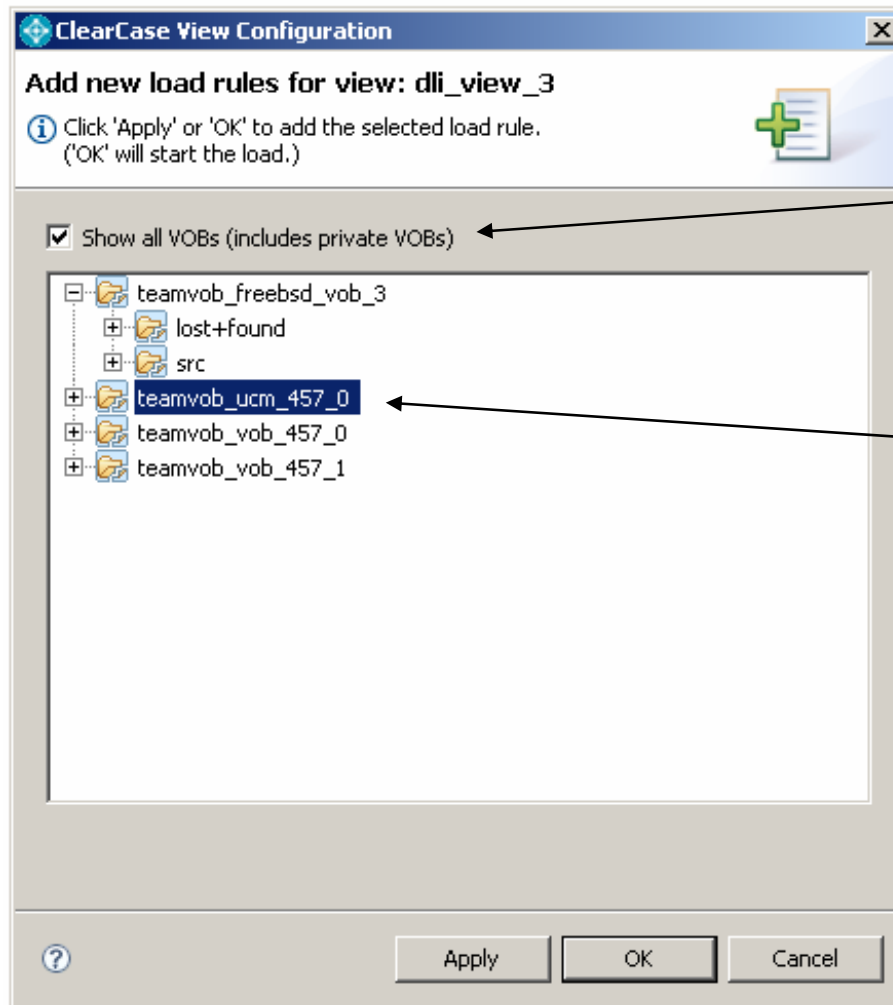 ClearCase View Configuration
Add new load rules for view: dli_view_3
Click 'Apply' or 'OK' to add the selected load rule.
('OK' will start the load.)
Show all VOBs (includes private VOBs)
teamvob_freebsd_vob_3
lost+found
src
teamvob_ucm_457_0
teamvob_vob_457_0
teamvob_vob_457_1
Apply
OK
Cancel